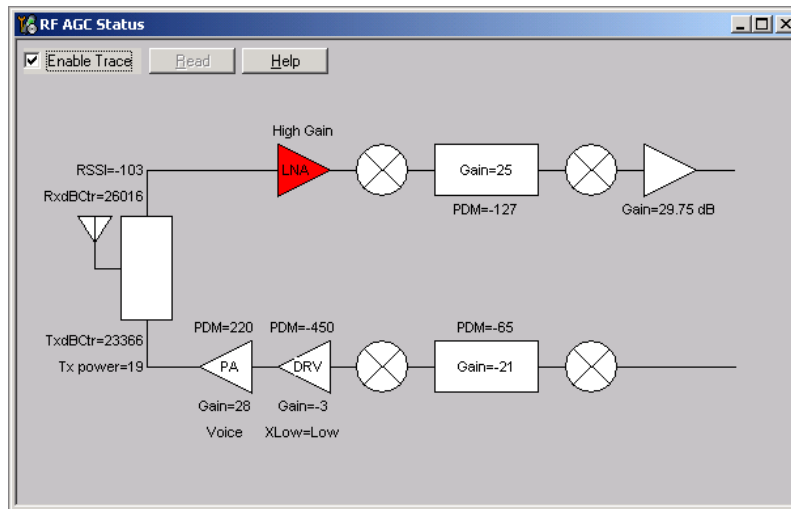 RF AGC Status
Enable Trace
Read
Help
High Gain
RSSI=-103
LNA
Gain=25
RxdBCtr=26016
PDM=-127
Gain=29.75 dB
PDM=220
PDM=-450
PDM=-65
TxdBCtr=23366
Tx power=19
PA
DRV
Gain=-21
Gain=28
Gain=-3
Voice
XLow=Low